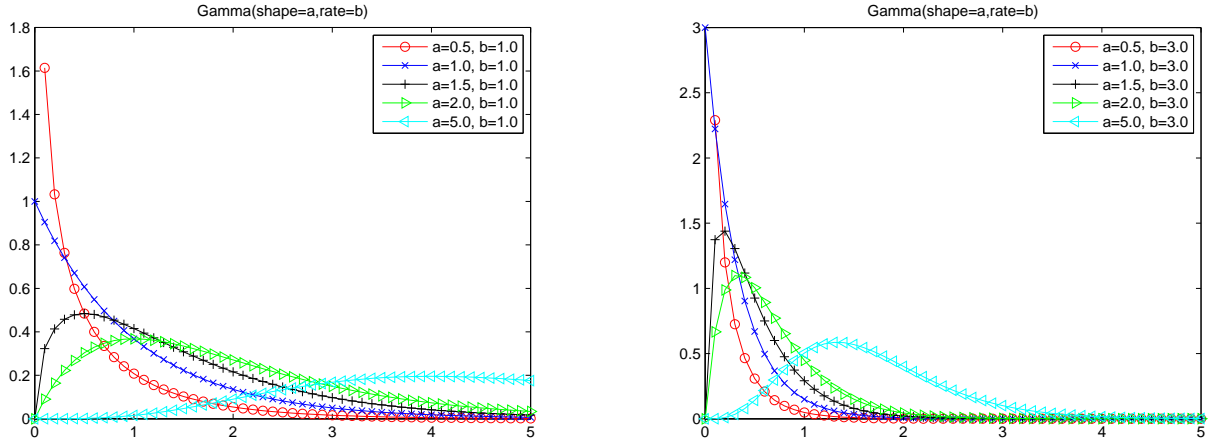 Gamma(shape=a,rate=b)
1.8
1.6
1.4
1.2
1
0.8
0.6
0.4
0.2
0
0 1 2 3 4 5
a=0.5, b=1.0
a=1.0, b=1.0
a=1.5, b=1.0
a=2.0, b=1.0
a=5.0, b=1.0
Gamma(shape=a,rate=b)
3
2.5
2
1.5
1
0.5
0
0 1 2 3 4 5
a=0.5, b=3.0
a=1.0, b=3.0
a=1.5, b=3.0
a=2.0, b=3.0
a=5.0, b=3.0